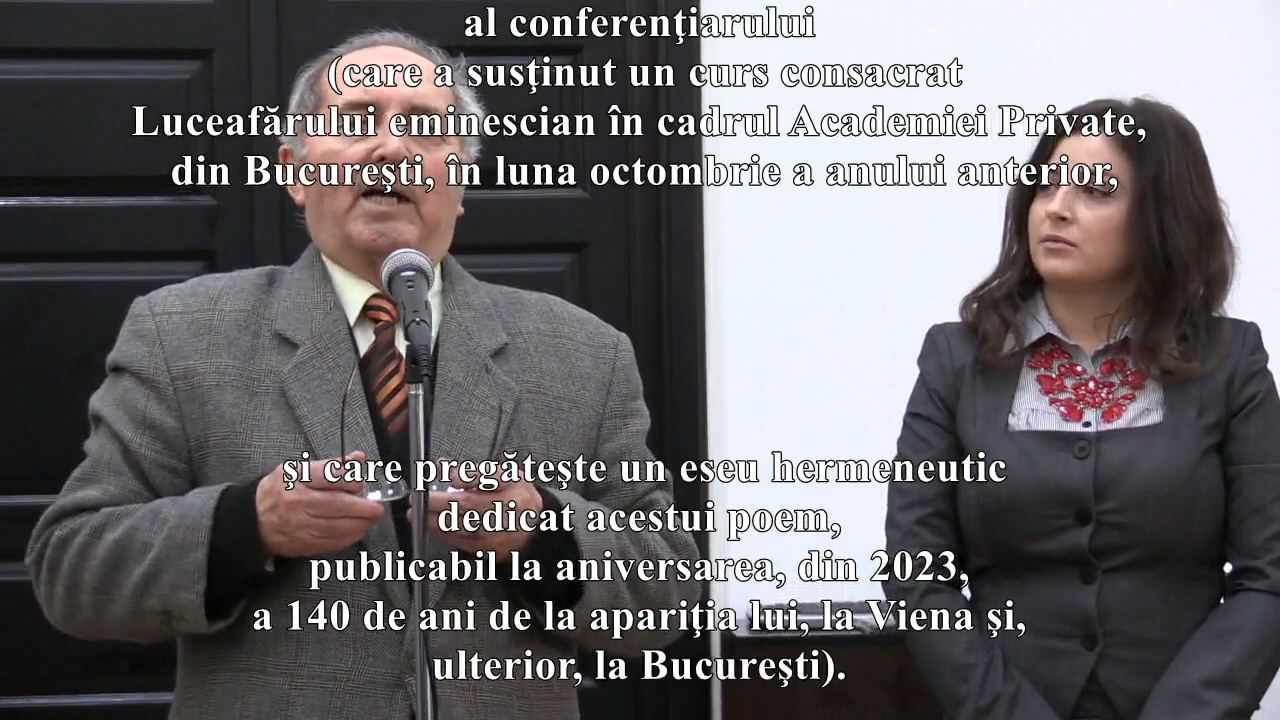 al conferenţiarului
(care a susţinut un curs consacrat
Luceafărului eminescian în cadrul Academiei Private,
din Bucureşti, în luna octombrie a anului anterior,
şi care pregăteşte un eseu hermeneutic
dedicat acestui poem,
publicabil la aniversarea, din 2023,
a 140 de ani de la apariţia lui, la Viena şi,
ulterior, la Bucureşti).